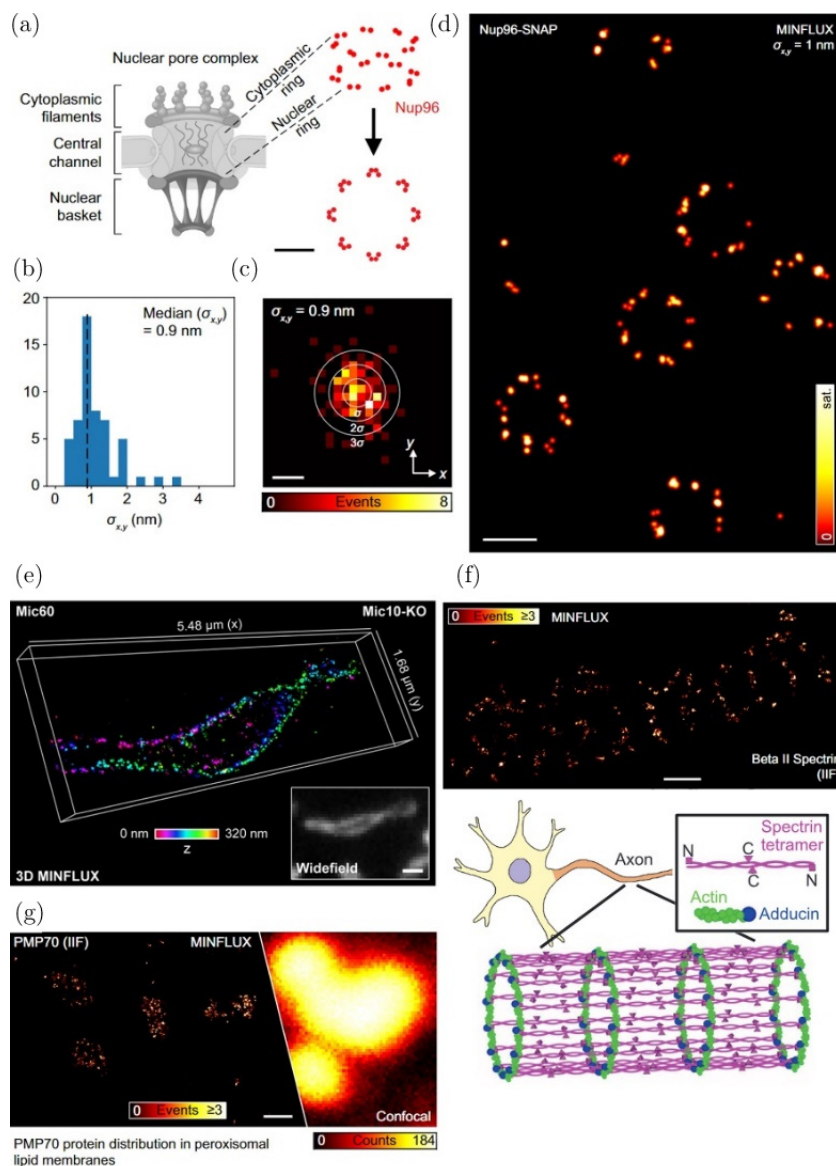 (a)
Nuclear pore complex
Cytoplasmic
filaments
Central
channel
Nuclear
basket
Cytoplasmic
ring
Nuclear
ring
Nup96
(b)
20
15
10
5
0
Median (σx,y)
= 0.9 nm
0 1 2 3 4
σx,y (nm)
(c)
σx,y = 0.9 nm
σ
2σ
3σ
y
x
0 Events 8
(d)
Nup96-SNAP
MINFLUX
σx,y = 1 nm
sat.
0
(e)
Mic60
Mic10-KO
5.48 µm (x)
1.68 µm (y)
0 nm 320 nm
z
3D MINFLUX
Widefield
(f)
0 Events ≥3
MINFLUX
Beta II Spectrin
(IIF)
Axon
Spectrin
tetramer
N
C
C
N
Actin
Adducin
(g)
PMP70 (IIF)
MINFLUX
0 Events ≥3
Confocal
PMP70 protein distribution in peroxisomal
lipid membranes
0 Counts 184